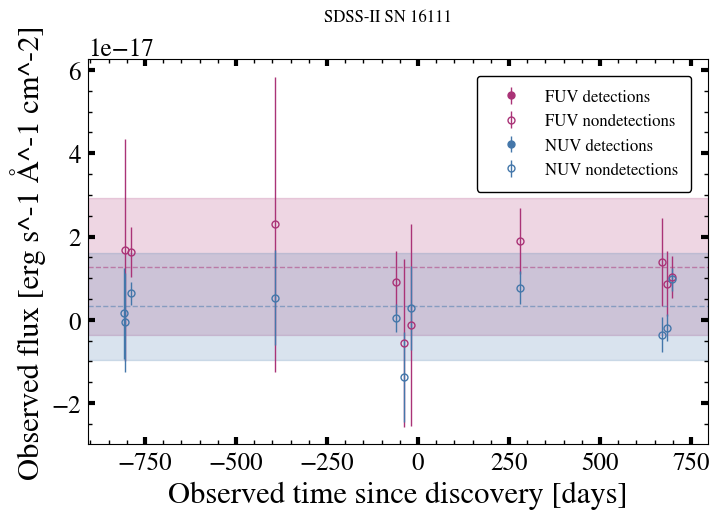 SDSS-II SN 16111
1e−17
Observed flux [erg s^-1 Å^-1 cm^-2]
6
4
2
0
−2
FUV detections
FUV nondetections
NUV detections
NUV nondetections
−750 −500 −250 0 250 500 750
Observed time since discovery [days]